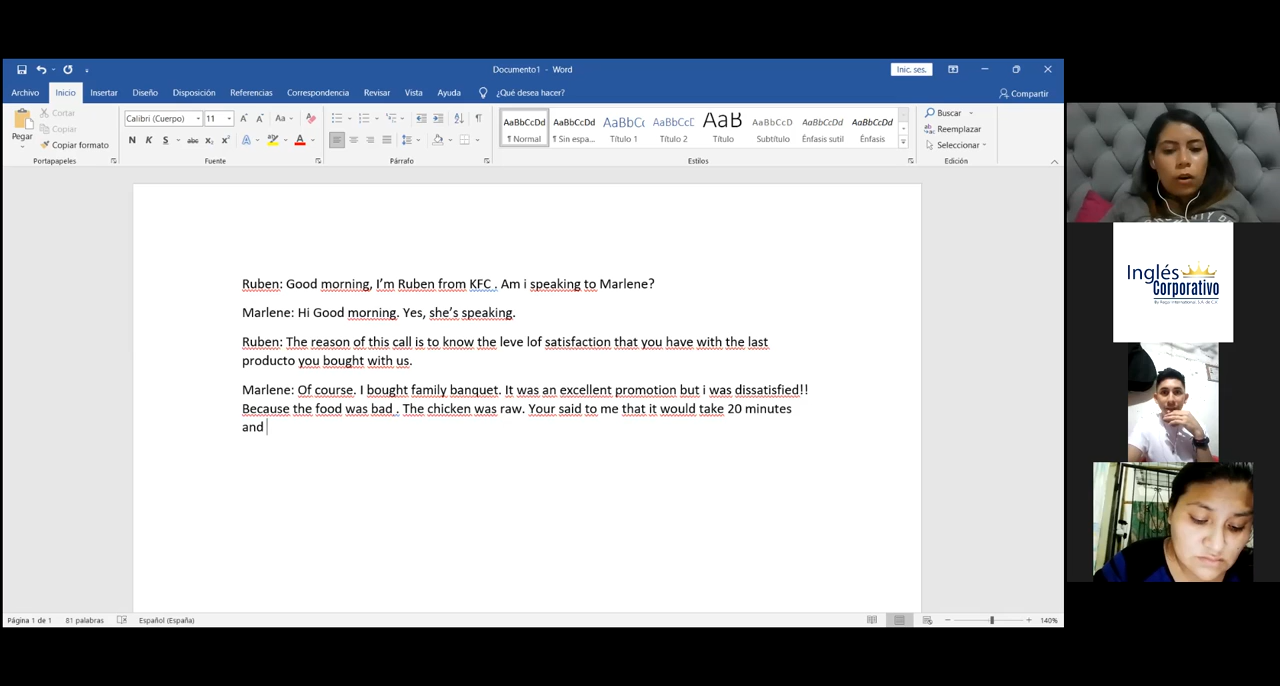 Documento1 - Word
Inic. ses.
Archivo Inicio Insertar Diseño Disposición Referencias Correspondencia Revisar Vista Ayuda ¿Qué desea hacer? Compartir
Pegar
Cortar
Copiar
Copiar formato
Portapapeles
Calibri (Cuerpo) 11
N K S abc x₂ x²
Fuente
Párrafo
AaBbCcDd AaBbCcDd AaBbCc AaBbCcE AaB AaBbCcD AaBbCcDd AaBbCcDd
¶ Normal ¶ Sin espa... Título 1 Título 2 Título Subtítulo Énfasis sutil Énfasis
Estilos
Buscar
Reemplazar
Seleccionar
Edición
Ruben: Good morning, I'm Ruben from KFC . Am i speaking to Marlene?
Marlene: Hi Good morning. Yes, she's speaking.
Ruben: The reason of this call is to know the leve lof satisfaction that you have with the last
producto you bought with us.
Marlene: Of course. I bought family banquet. It was an excellent promotion but i was dissatisfied!!
Because the food was bad . The chicken was raw. Your said to me that it would take 20 minutes
and
Página 1 de 1 81 palabras Español (España) 140%
Inglés
Corporativo